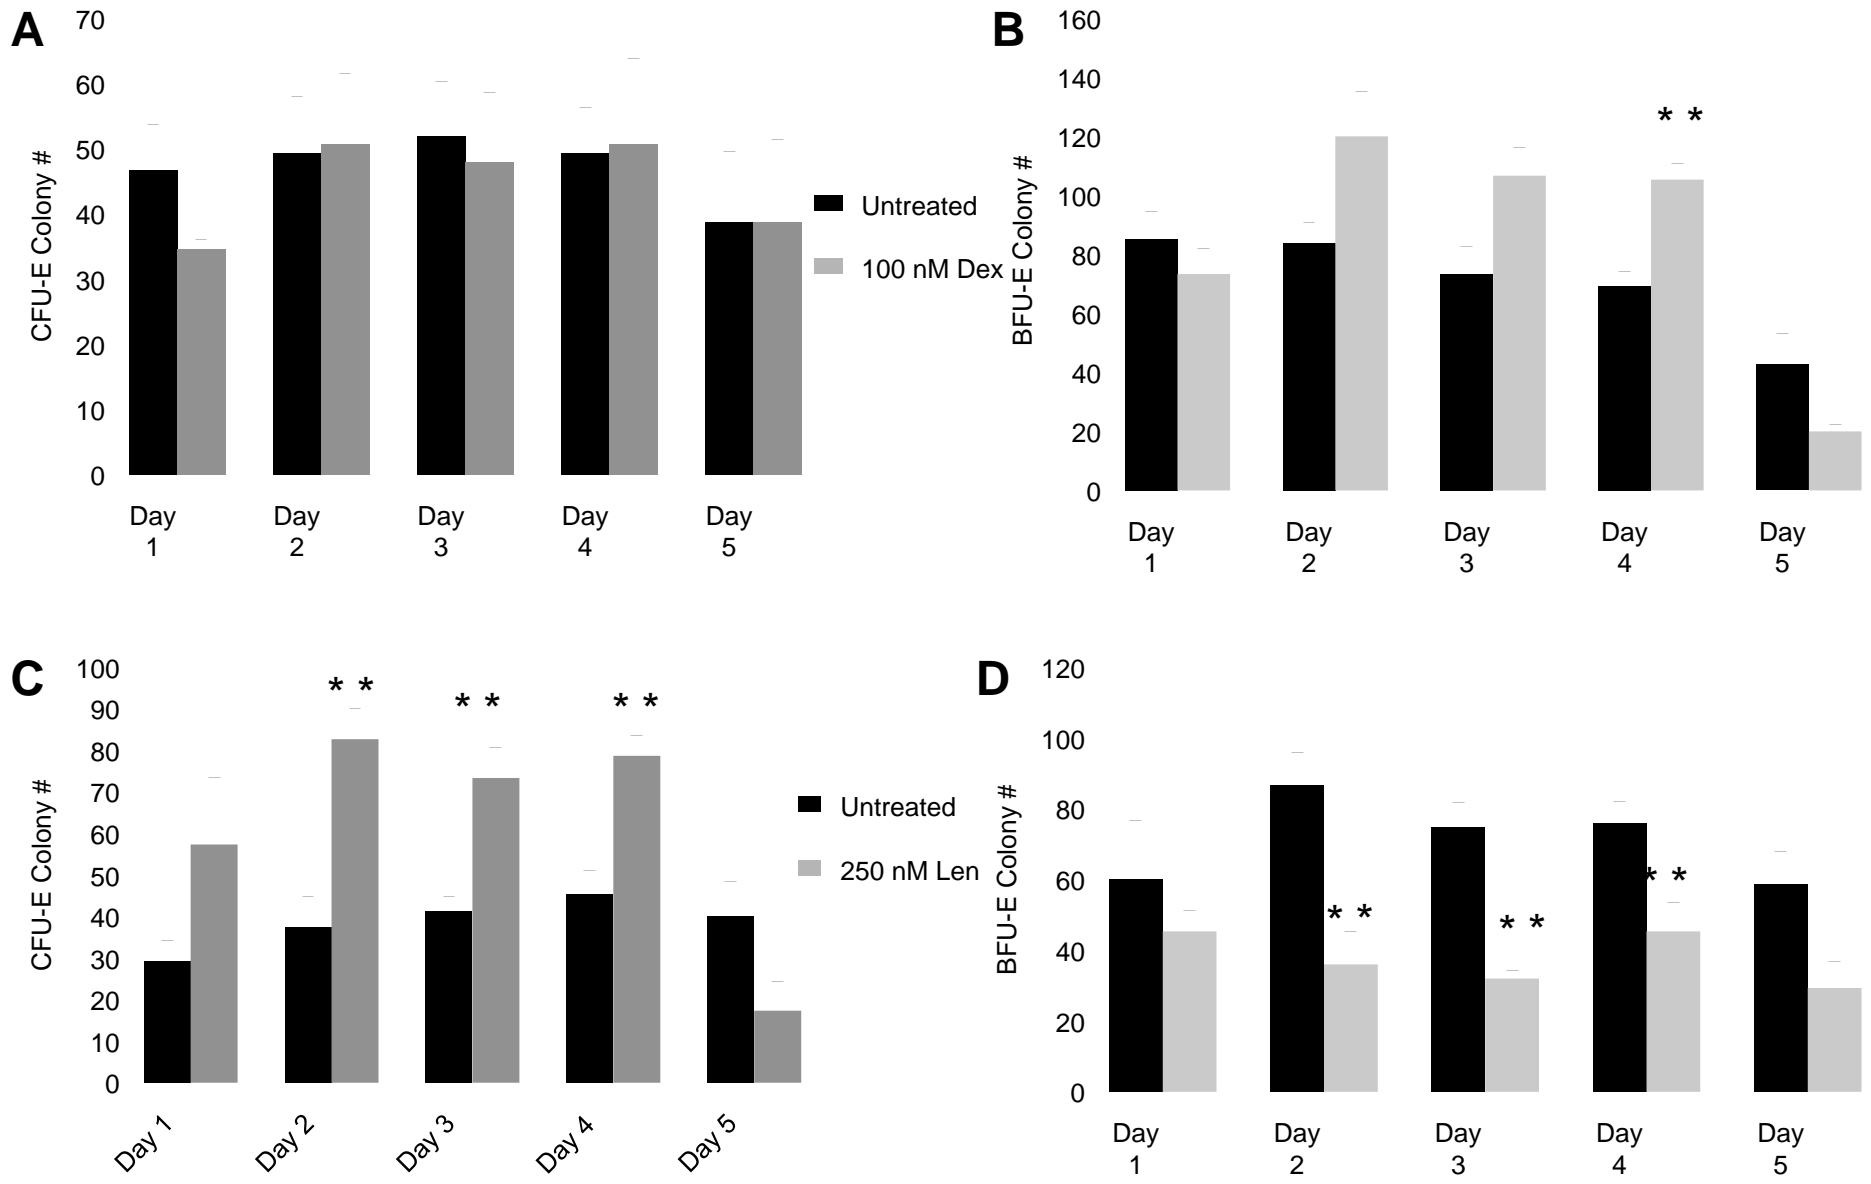 A
70
60
50
40
30
20
10
0
CFU-E Colony #
Day 1
Day 2
Day 3
Day 4
Day 5
Untreated
100 nM Dex
B
160
140
120
100
80
60
40
20
0
BFU-E Colony #
* *
Day 1
Day 2
Day 3
Day 4
Day 5
C
100
90
80
70
60
50
40
30
20
10
0
CFU-E Colony #
* *
* *
* *
Day 1
Day 2
Day 3
Day 4
Day 5
Untreated
250 nM Len
D
120
100
80
60
40
20
0
BFU-E Colony #
* *
* *
* *
Day 1
Day 2
Day 3
Day 4
Day 5